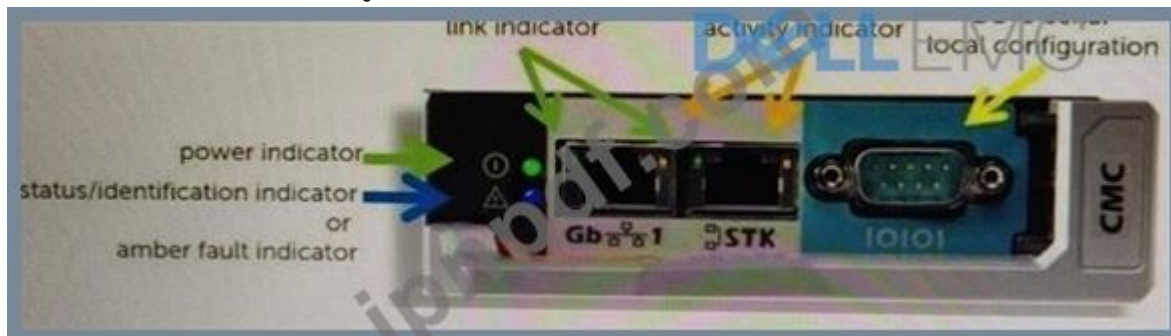 link indicator
activity indicator
local configuration
DELL EMC
power indicator
status/identification indicator
or
amber fault indicator
Gb 1
STK
10101
CMC